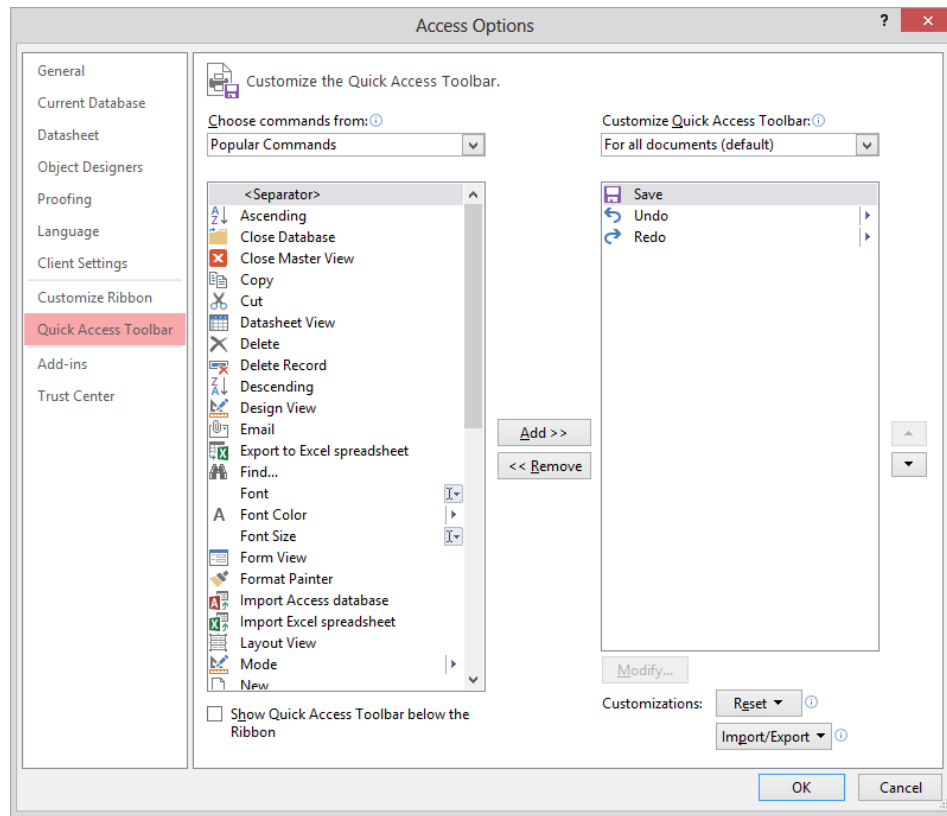 Access Options
?
General
Current Database
Datasheet
Object Designers
Proofing
Language
Client Settings
Customize Ribbon
Quick Access Toolbar
Add-ins
Trust Center
Customize the Quick Access Toolbar.
Choose commands from:
Popular Commands
<Separator>
Ascending
Close Database
Close Master View
Copy
Cut
Datasheet View
Delete
Delete Record
Descending
Design View
Email
Export to Excel spreadsheet
Find...
Font
Font Color
Font Size
Form View
Format Painter
Import Access database
Import Excel spreadsheet
Layout View
Mode
New
Show Quick Access Toolbar below the
Ribbon
Add >>
<< Remove
Customize Quick Access Toolbar:
For all documents (default)
Save
Undo
Redo
Modify...
Customizations:
Reset
Import/Export
OK
Cancel